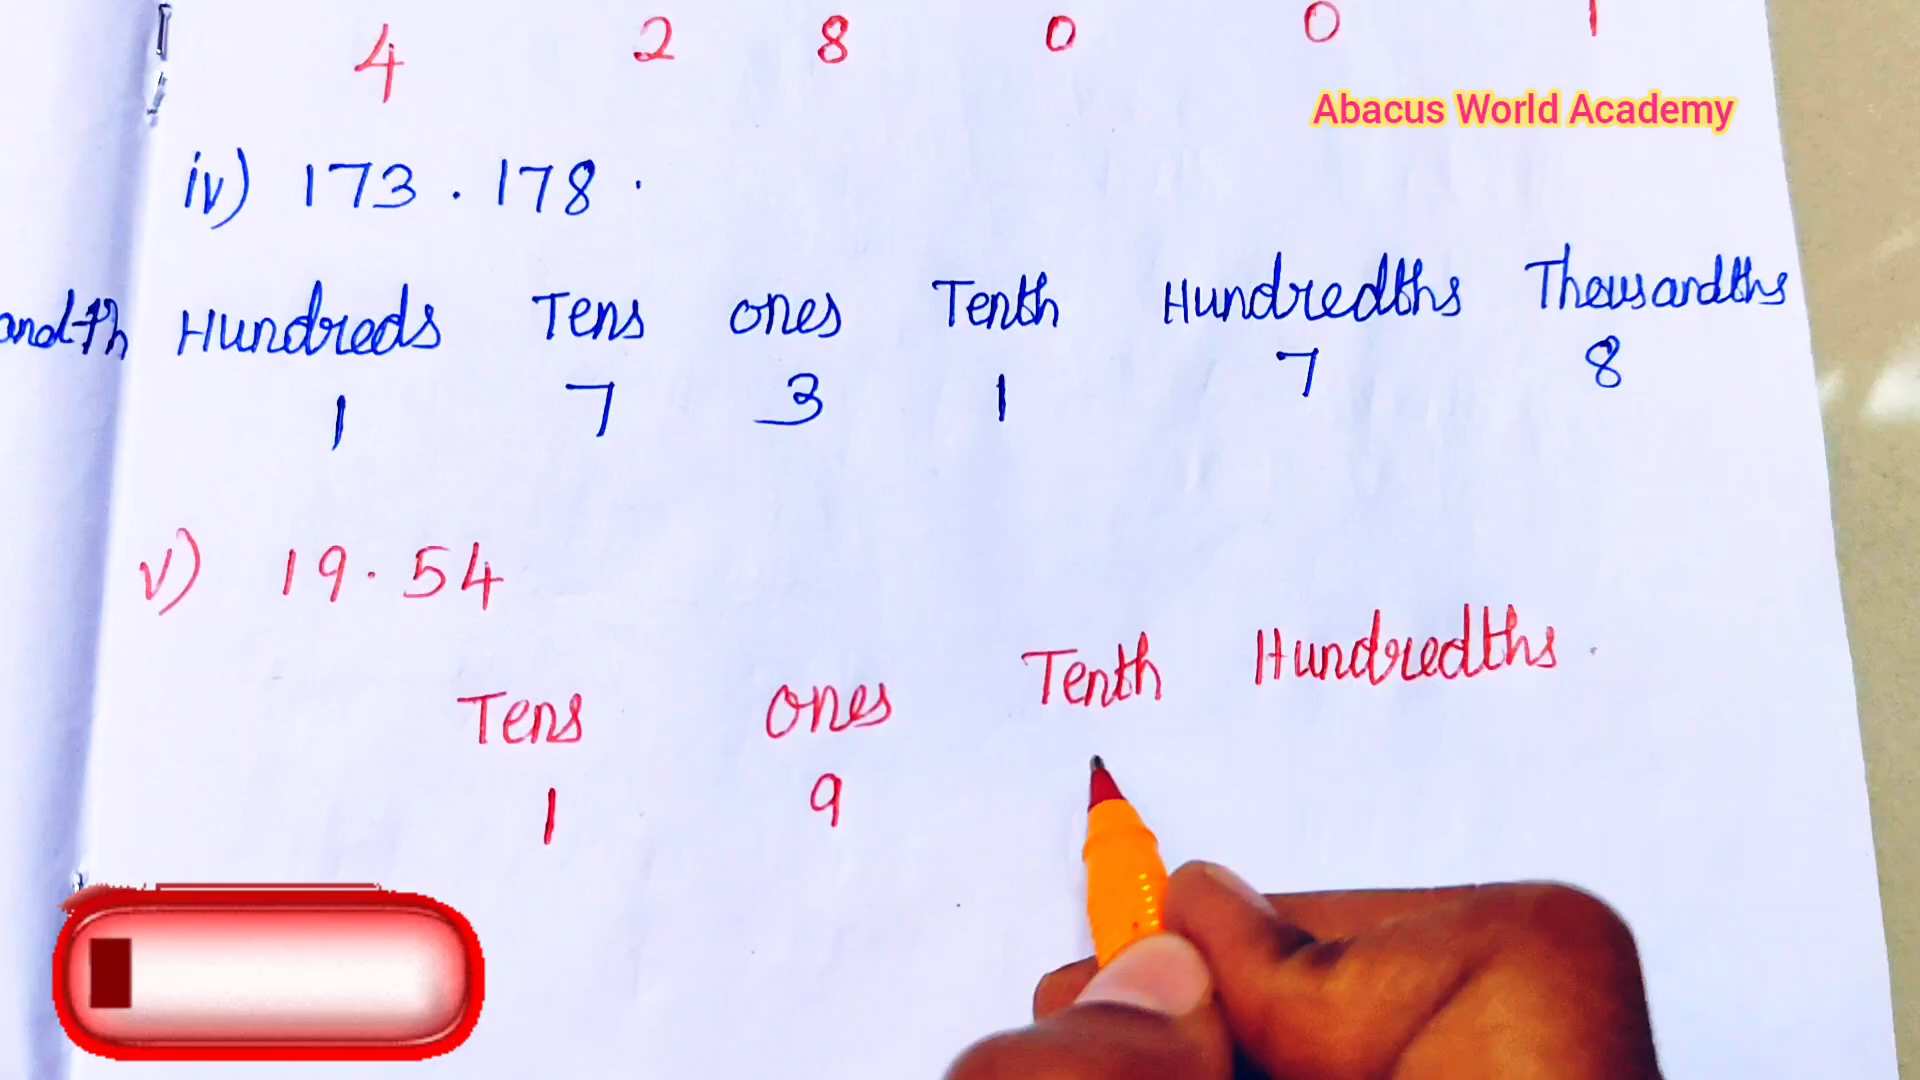 4 2 8 0 0 1
Abacus World Academy
iv) 173.178.
andth Hundreds Tens ones Tenth Hundredths Thousandths
1 7 3 1 7 8
v) 19.54
Tens ones Tenth Hundredths.
1 9